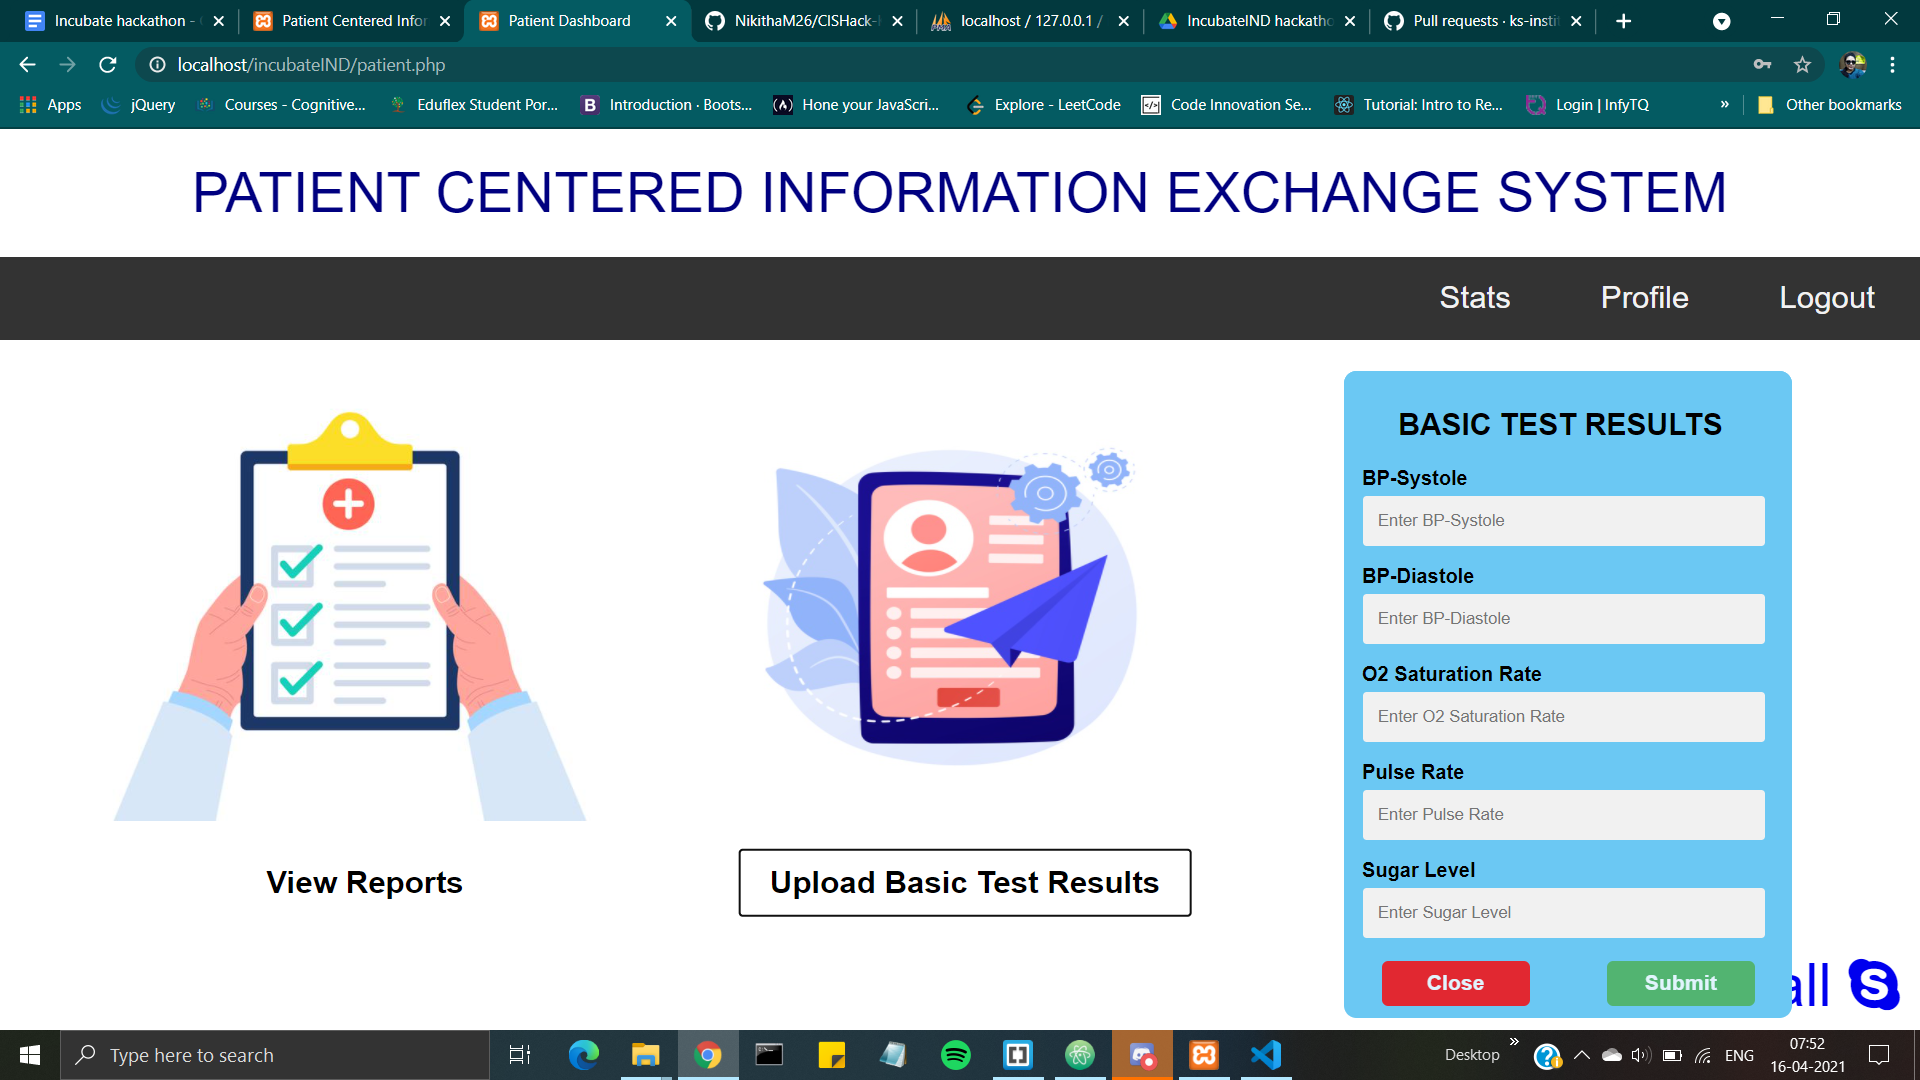 Incubate hackathon -
Patient Centered Infor
Patient Dashboard
NikithaM26/CISHack-
localhost / 127.0.0.1 /
IncubateIND hackatho
Pull requests · ks-instit
localhost/incubateIND/patient.php
Apps
jQuery
Courses - Cognitive...
Eduflex Student Por...
Introduction · Boots...
Hone your JavaScri...
Explore - LeetCode
Code Innovation Se...
Tutorial: Intro to Re...
Login | InfyTQ
»
Other bookmarks
PATIENT CENTERED INFORMATION EXCHANGE SYSTEM
Stats
Profile
Logout
View Reports
Upload Basic Test Results
BASIC TEST RESULTS
BP-Systole
Enter BP-Systole
BP-Diastole
Enter BP-Diastole
O2 Saturation Rate
Enter O2 Saturation Rate
Pulse Rate
Enter Pulse Rate
Sugar Level
Enter Sugar Level
Close
Submit
all
Type here to search
Desktop
»
ENG
07:52
16-04-2021